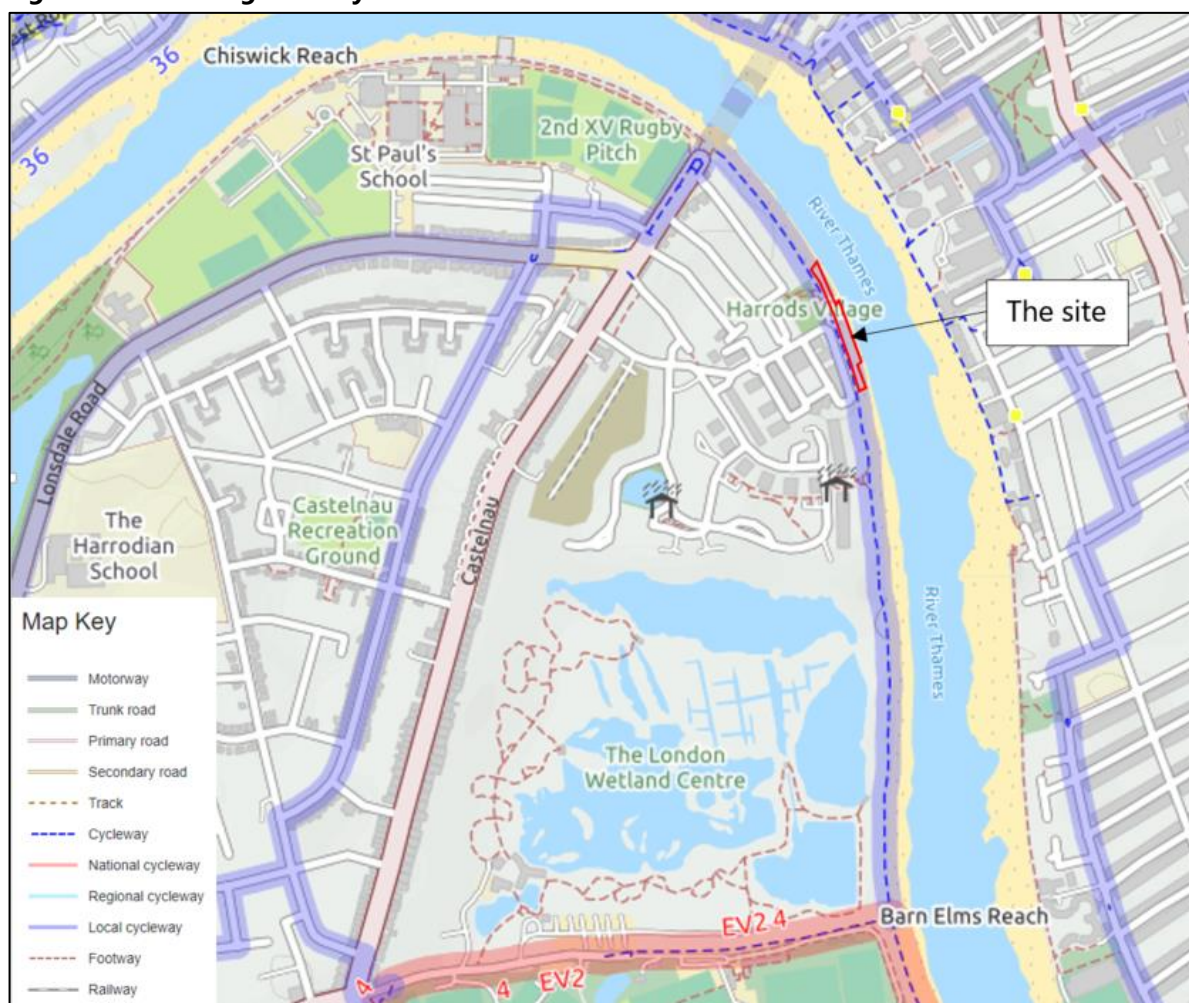 36
Chiswick Reach
36
2nd XV Rugby
Pitch
St Paul's
School
River Thames
Harrods Village
The site
Lonsdale Road
The
Harrodian
School
Castelnau
Recreation
Ground
Castelnau
River Thames
The London
Wetland Centre
Barn Elms Reach
EV2 4
4
4
EV2
Map Key
Motorway
Trunk road
Primary road
Secondary road
Track
Cycleway
National cycleway
Regional cycleway
Local cycleway
Footway
Railway